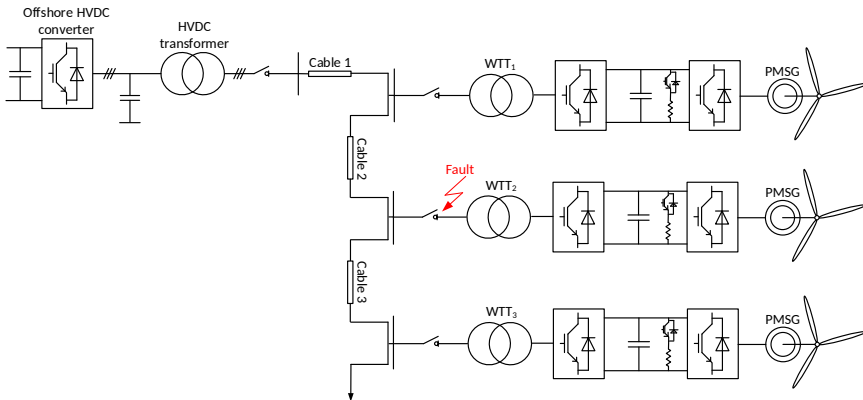 Offshore HVDC
converter
HVDC
transformer
Cable 1
WTT₁
PMSG
Cable 2
Fault
WTT₂
PMSG
Cable 3
WTT₃
PMSG